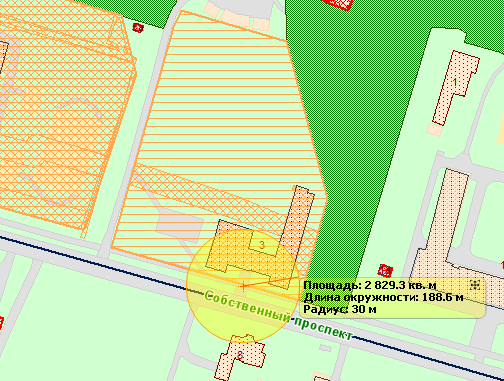 1
3
Площадь: 2 829.3 кв. м
Длина окружности: 188.6 м
Радиус: 30 м
Собственный проспект